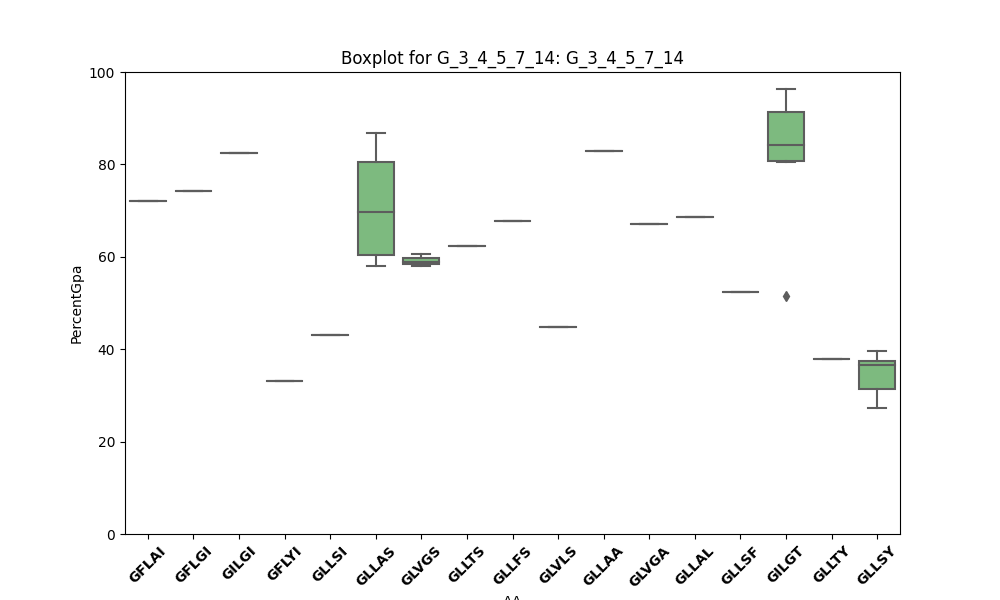 Boxplot for G_3_4_5_7_14: G_3_4_5_7_14
PercentGpa
100
80
60
40
20
0
GFLAI
GFLGI
GILGI
GFLYI
GLLSI
GLLAS
GLVGS
GLLTS
GLLFS
GLVLS
GLLAA
GLVGA
GLLAL
GLLSF
GILGT
GLLTY
GLLSY
AA